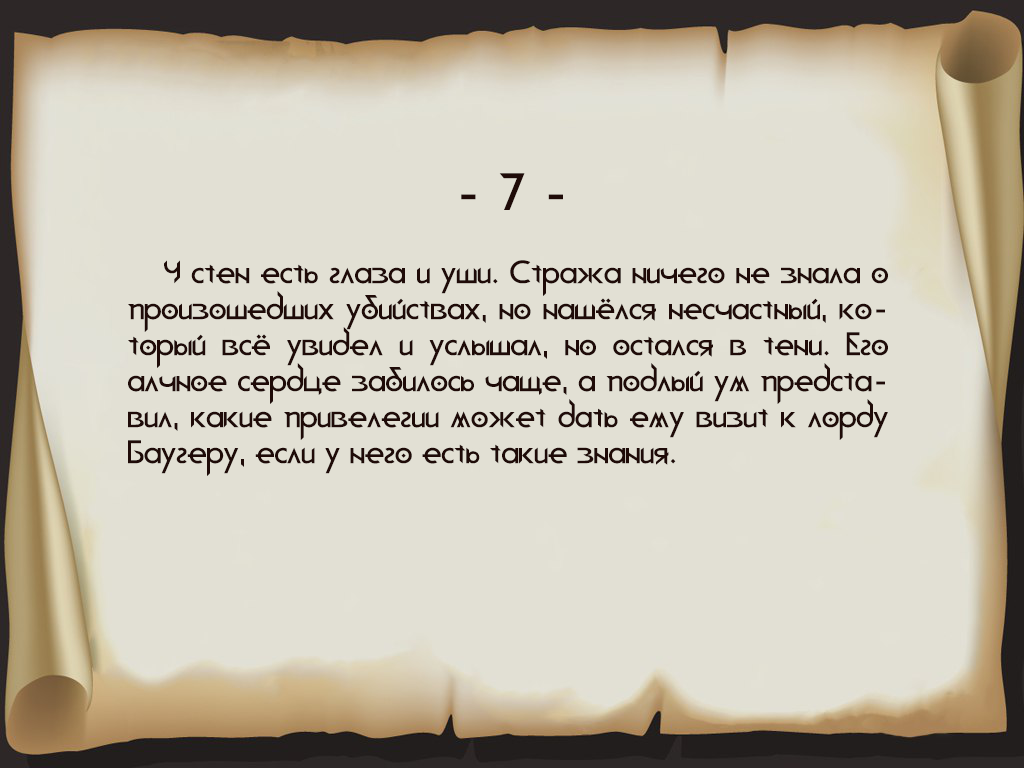 - 7 -
У стен есть глаза и уши. Стража ничего не знала о
произошедших убийствах, но нашёлся несчастный, ко-
торый всё увидел и услышал, но остался в тени. Его
алчное сердце забилось чаще, а подлый ум предста-
вил, какие привелегии может дать ему визит к лорду
Баугеру, если у него есть такие знания.